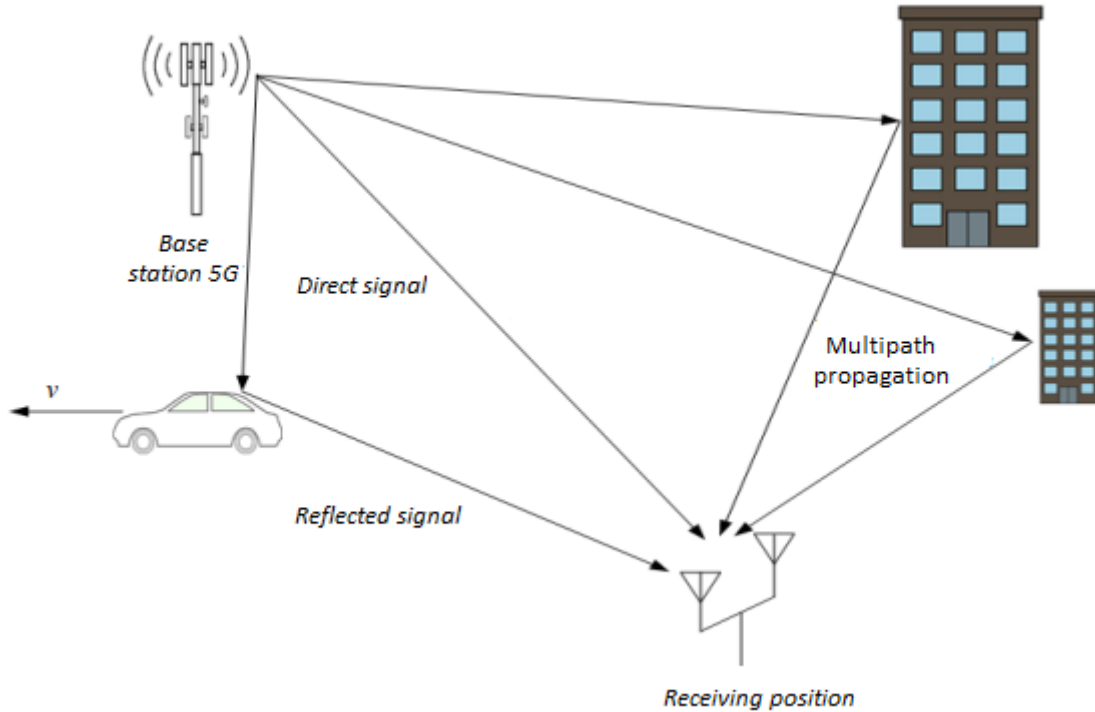 Base
station 5G
Direct signal
Multipath
propagation
v
Reflected signal
Receiving position